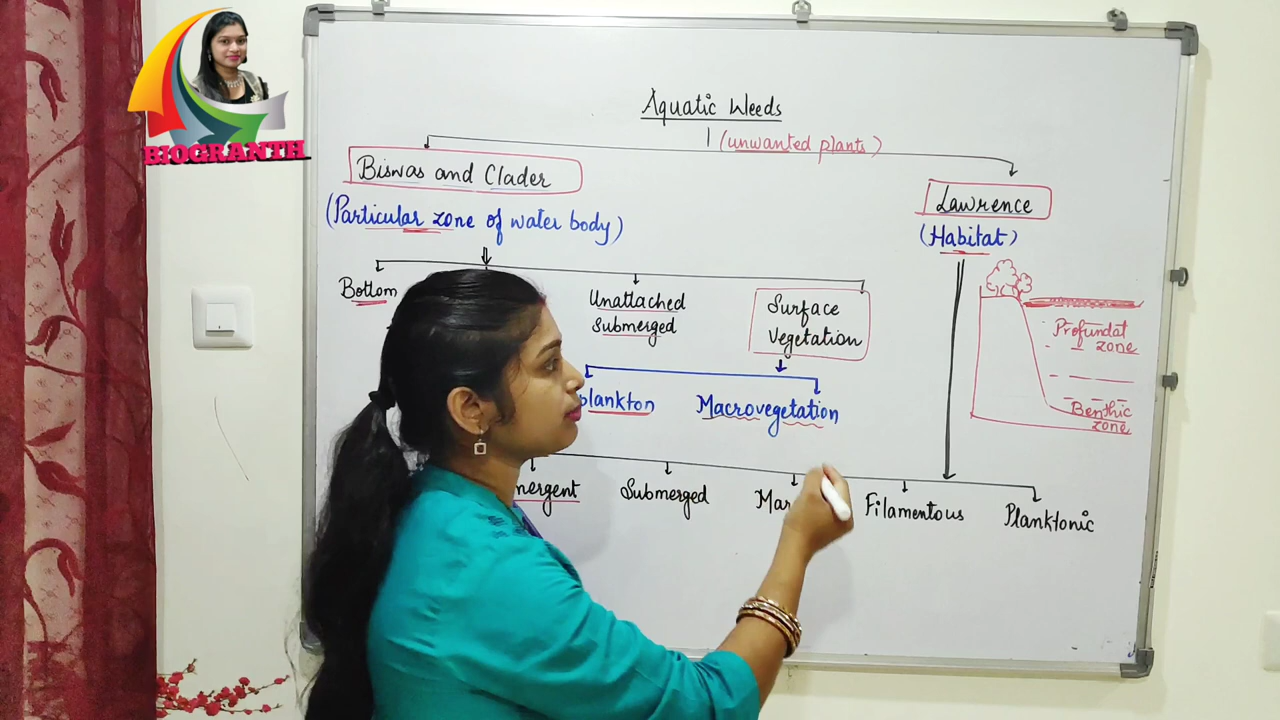 BIOGRANTH
Aquatic Weeds
(unwanted plants)
Biswas and Clader
(Particular zone of water body)
Bottom
Unattached
Submerged
Surface
Vegetation
plankton
Macrovegetation
Submerged
Filamentous
Planktonic
Lawrence
(Habitat)
Profundal
zone
Benthic
zone